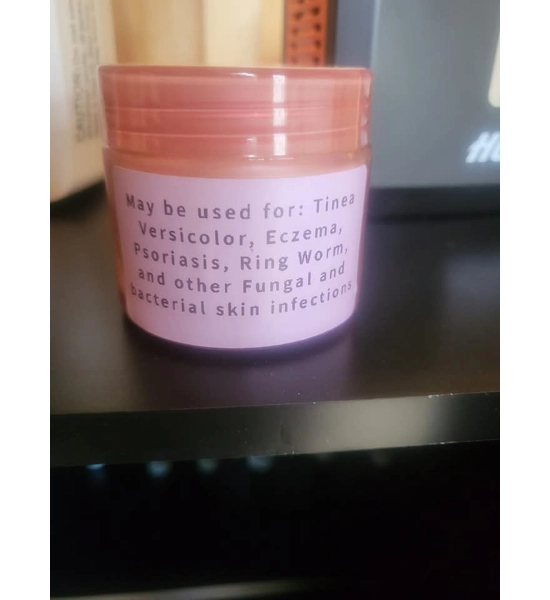 May be used for: Tinea
Versicolor, Eczema,
Psoriasis, Ring Worm,
and other Fungal and
bacterial skin infections